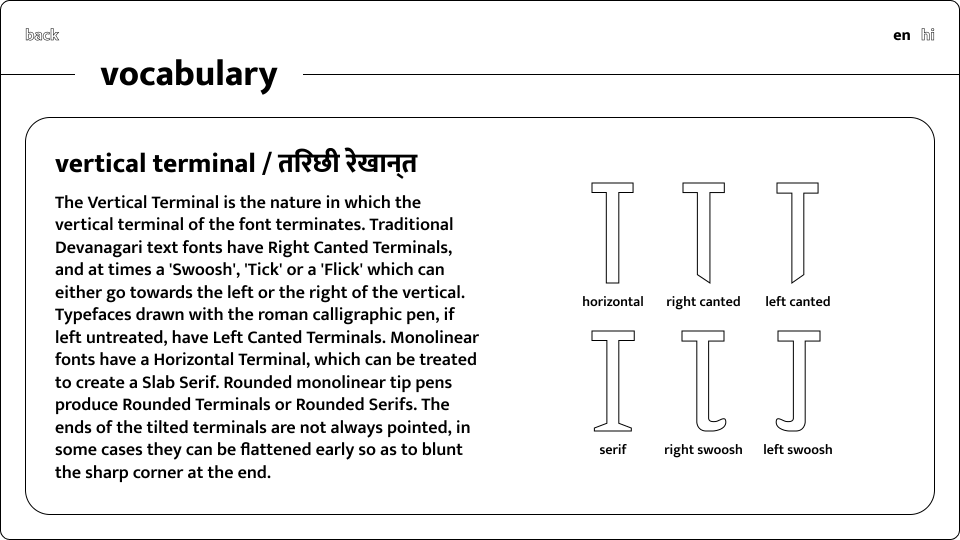 back
en hi
vocabulary
vertical terminal / तिरछी रेखान्‌त
The Vertical Terminal is the nature in which the
vertical terminal of the font terminates. Traditional
Devanagari text fonts have Right Canted Terminals,
and at times a 'Swoosh', 'Tick' or a 'Flick' which can
either go towards the left or the right of the vertical.
Typefaces drawn with the roman calligraphic pen, if
left untreated, have Left Canted Terminals. Monolinear
fonts have a Horizontal Terminal, which can be treated
to create a Slab Serif. Rounded monolinear tip pens
produce Rounded Terminals or Rounded Serifs. The
ends of the tilted terminals are not always pointed, in
some cases they can be flattened early so as to blunt
the sharp corner at the end.
horizontal right canted left canted
serif right swoosh left swoosh